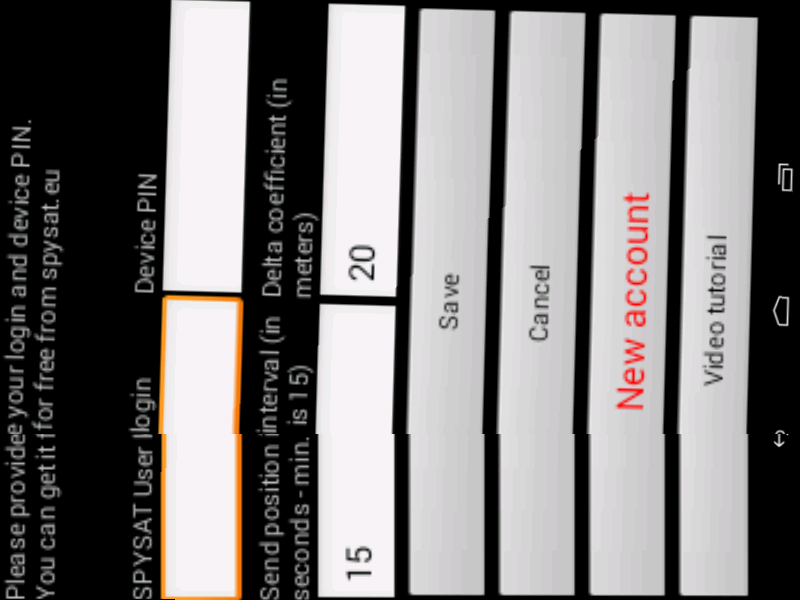 Please provide your login and device PIN.
You can get it for free from spysat.eu
SPYSAT User login
Device PIN
Send position interval (in
seconds - min. is 15)
Delta coefficient (in
meters)
15
20
Save
Cancel
New account
Video tutorial